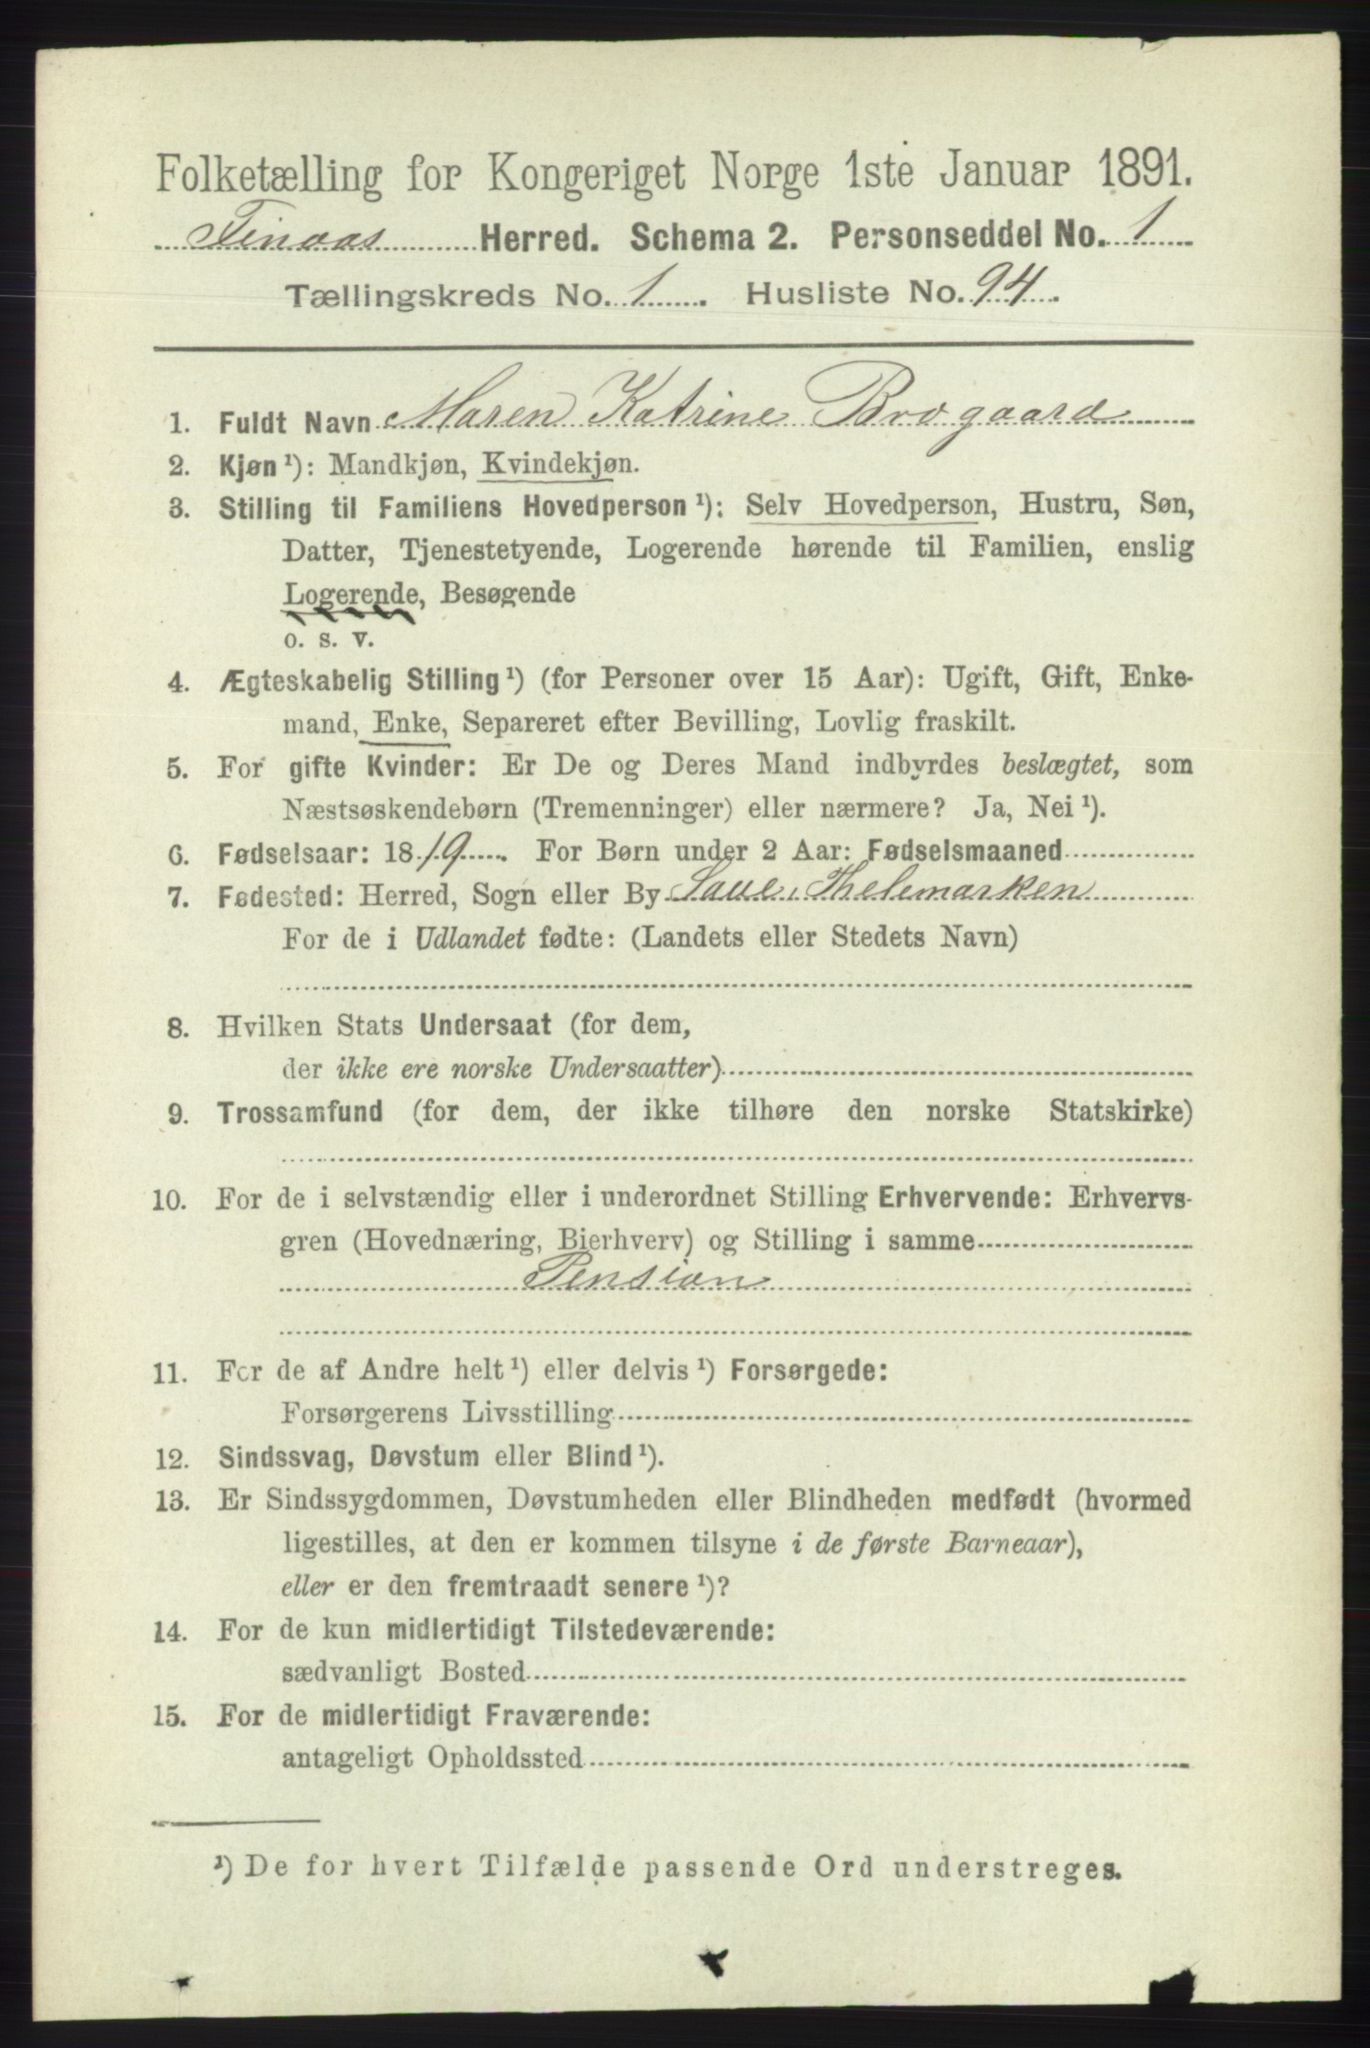 Folketælling for Kongeriget Norge 1ste Januar 1891.
Finaas Herred. Schema 2. Personseddel No. 1
Tællingskreds No. 1. Husliste No. 94.
1. Fuldt Navn Maren Katrine Brogaard
2. Kjøn ¹): Mandkjøn, Kvindekjøn.
3. Stilling til Familiens Hovedperson ¹): Selv Hovedperson, Hustru, Søn,
Datter, Tjenestetyende, Logerende hørende til Familien, enslig
Logerende, Besøgende
o. s. v.
4. Ægteskabelig Stilling ¹) (for Personer over 15 Aar): Ugift, Gift, Enke-
mand, Enke, Separeret efter Bevilling, Lovlig fraskilt.
5. For gifte Kvinder: Er De og Deres Mand indbyrdes beslægtet, som
Næstsøskendebørn (Tremenninger) eller nærmere? Ja, Nei ¹).
6. Fødselsaar: 1819. For Børn under 2 Aar: Fødselsmaaned
7. Fødested: Herred, Sogn eller By Saue, Thelemarken
For de i Udlandet fødte: (Landets eller Stedets Navn)
8. Hvilken Stats Undersaat (for dem,
der ikke ere norske Undersaatter)
9. Trossamfund (for dem, der ikke tilhøre den norske Statskirke)
10. For de i selvstændig eller i underordnet Stilling Erhvervende: Erhvervs-
gren (Hovednæring, Bierhverv) og Stilling i samme
Pension
11. For de af Andre helt ¹) eller delvis ¹) Forsørgede:
Forsørgerens Livsstilling
12. Sindssvag, Døvstum eller Blind ¹).
13. Er Sindssygdommen, Døvstumheden eller Blindheden medfødt (hvormed
ligestilles, at den er kommen tilsyne i de første Barneaar),
eller er den fremtraadt senere ¹)?
14. For de kun midlertidigt Tilstedeværende:
sædvanligt Bosted
15. For de midlertidigt Fraværende:
antageligt Opholdssted
¹) De for hvert Tilfælde passende Ord understreges.